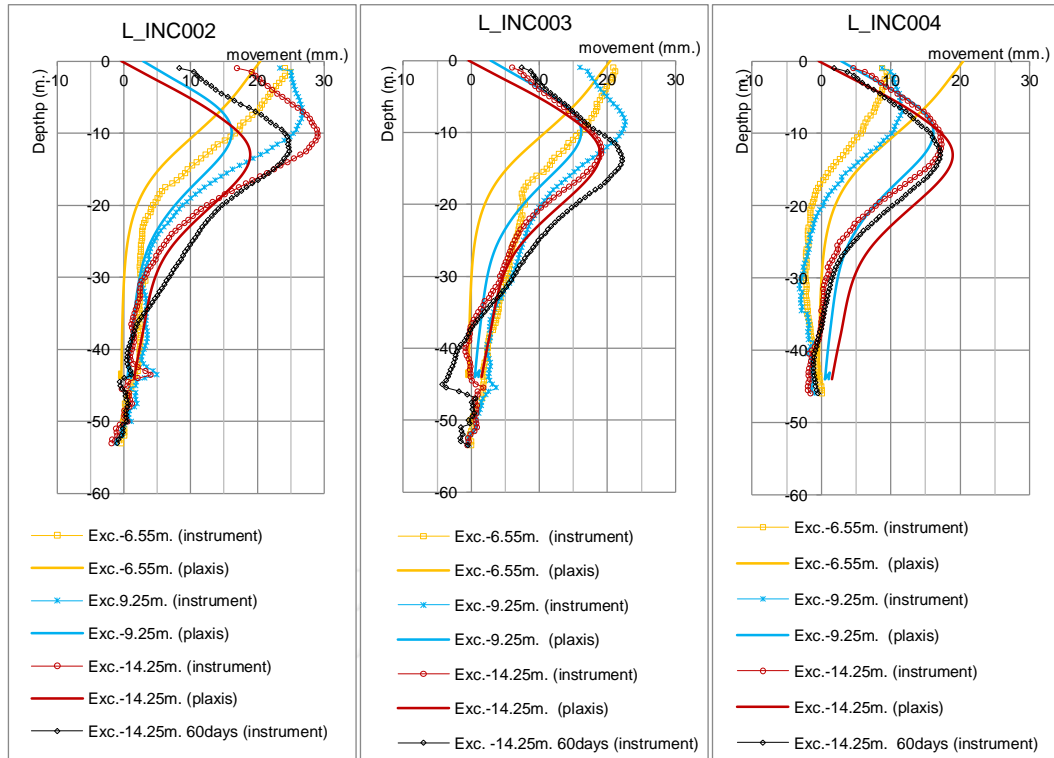 L_INC002
movement (mm.)
-10 0 10 20 30
0
-10
-20
-30
-40
-50
-60
Depthp (m.)
Exc.-6.55m. (instrument)
Exc.-6.55m. (plaxis)
Exc.9.25m. (instrument)
Exc.-9.25m. (plaxis)
Exc.-14.25m. (instrument)
Exc.-14.25m. (plaxis)
Exc.-14.25m. 60days (instrument)
L_INC003
movement (mm.)
-10 0 10 20 30
0
-10
-20
-30
-40
-50
-60
Depth (m.)
Exc.-6.55m. (instrument)
Exc.-6.55m. (plaxis)
Exc.-9.25m. (instrument)
Exc.-9.25m. (plaxis)
Exc.-14.25m. (instrument)
Exc.-14.25m. (plaxis)
Exc. -14.25m. 60days (instrument)
L_INC004
movement (mm.)
-10 0 10 20 30
0
-10
-20
-30
-40
-50
-60
Depth (m.)
Exc.-6.55m. (instrument)
Exc.-6.55m. (plaxis)
Exc.-9.25m. (instrument)
Exc.-9.25m. (plaxis)
Exc.-14.25m. (instrument)
Exc.-14.25m. (plaxis)
Exc.-14.25m. 60days (instrument)